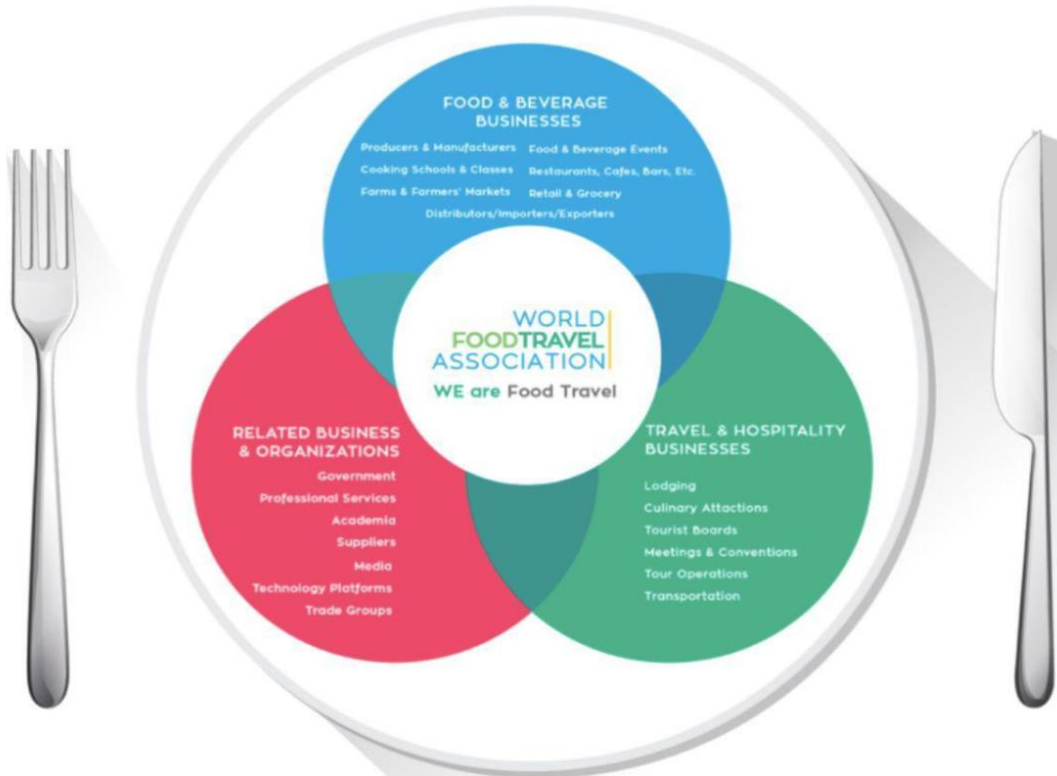 FOOD & BEVERAGE
BUSINESSES
Producers & Manufacturers
Food & Beverage Events
Cooking Schools & Classes
Restaurants, Cafes, Bars, Etc.
Farms & Farmers' Markets
Retail & Grocery
Distributors/Importers/Exporters
WORLD
FOODTRAVEL
ASSOCIATION
WE are Food Travel
RELATED BUSINESS
& ORGANIZATIONS
Government
Professional Services
Academia
Suppliers
Media
Technology Platforms
Trade Groups
TRAVEL & HOSPITALITY
BUSINESSES
Lodging
Culinary Attactions
Tourist Boards
Meetings & Conventions
Tour Operations
Transportation